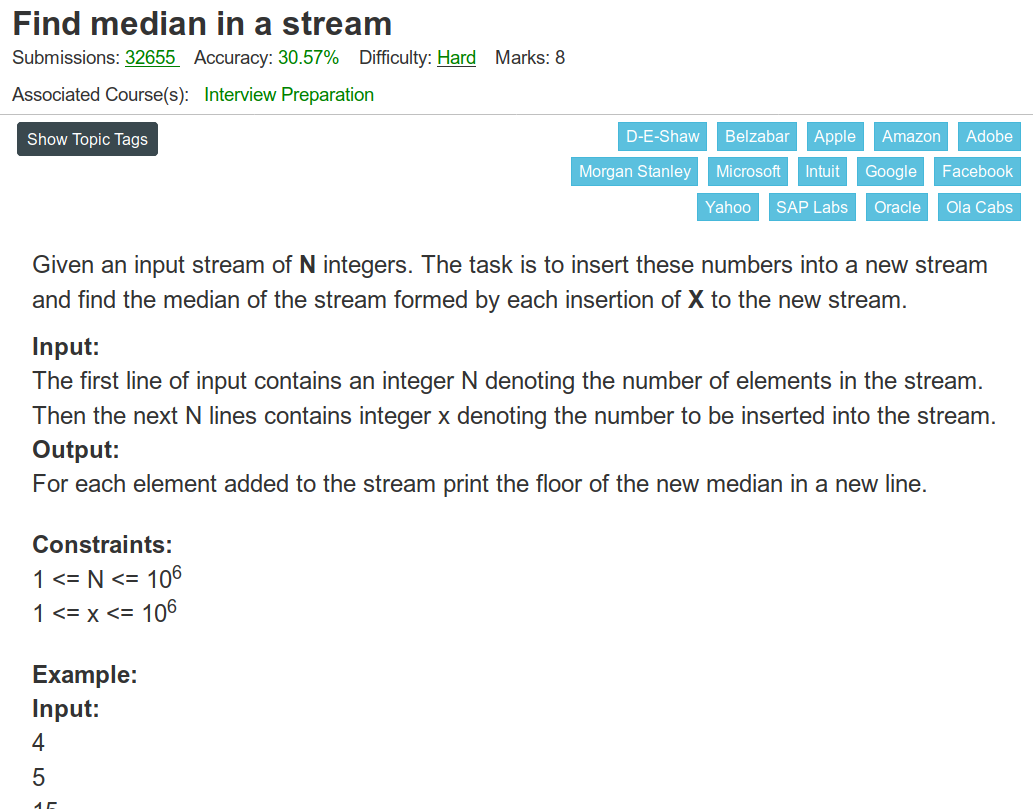 Find median in a stream
Submissions: 32655 Accuracy: 30.57% Difficulty: Hard Marks: 8
Associated Course(s): Interview Preparation
Show Topic Tags
D-E-Shaw Belzabar Apple Amazon Adobe
Morgan Stanley Microsoft Intuit Google Facebook
Yahoo SAP Labs Oracle Ola Cabs
Given an input stream of N integers. The task is to insert these numbers into a new stream
and find the median of the stream formed by each insertion of X to the new stream.
Input:
The first line of input contains an integer N denoting the number of elements in the stream.
Then the next N lines contains integer x denoting the number to be inserted into the stream.
Output:
For each element added to the stream print the floor of the new median in a new line.
Constraints:
1 <= N <= 10⁶
1 <= x <= 10⁶
Example:
Input:
4
5
15